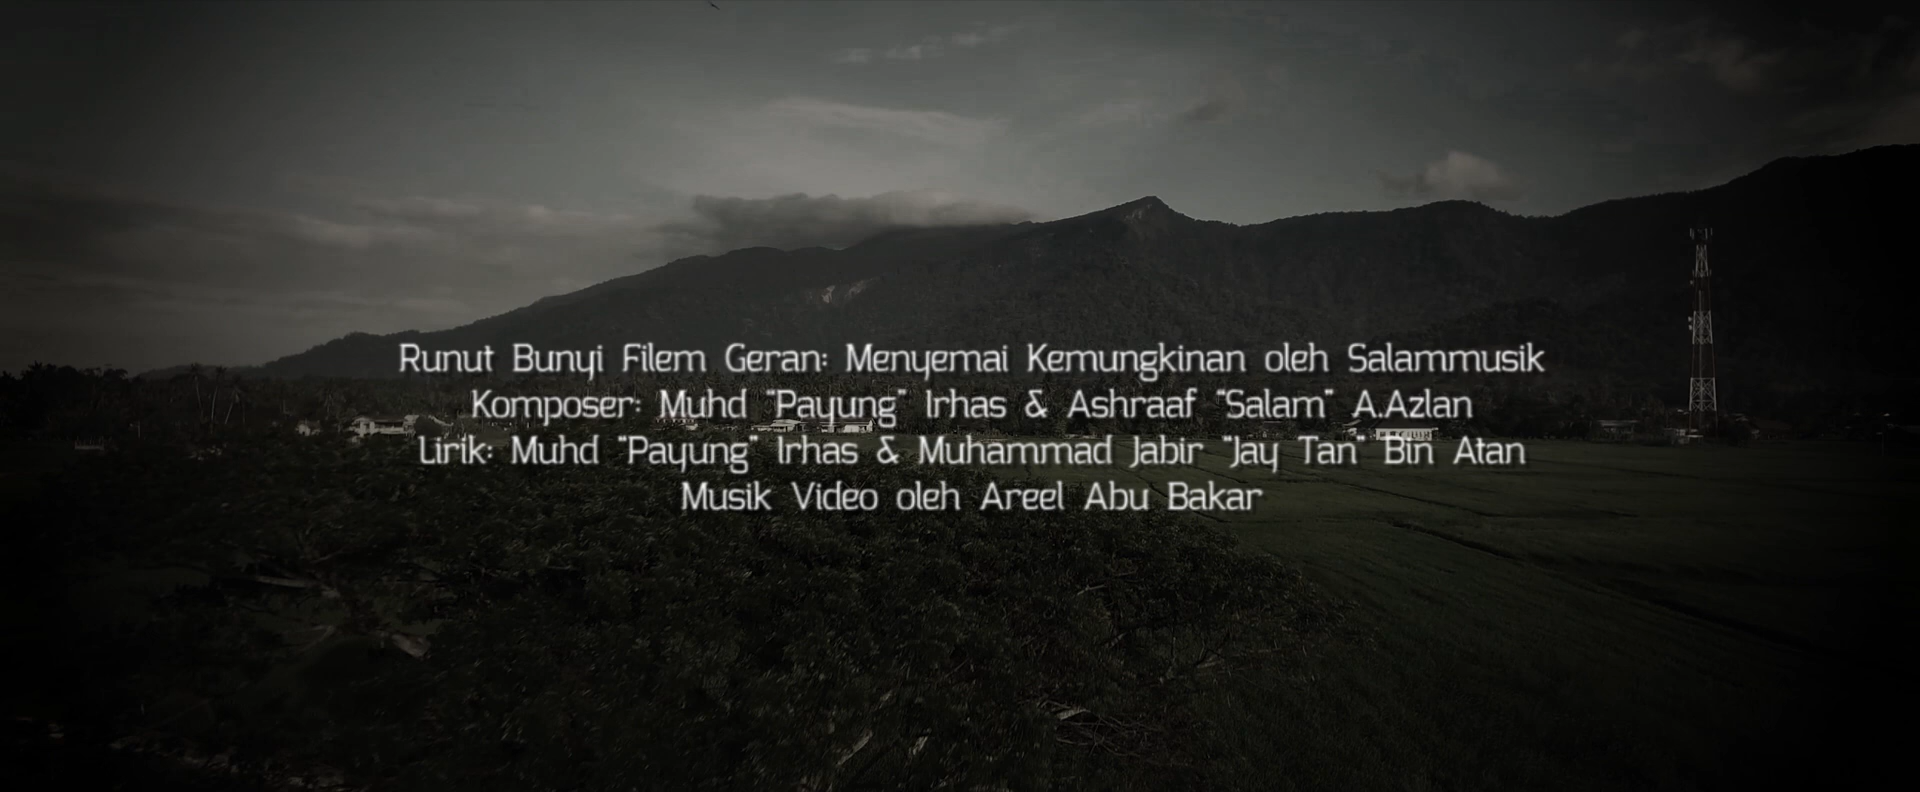 Runut Bunyi Filem Geran: Menyemai Kemungkinan oleh Salammusik
Komposer: Muhd "Payung" Irhas & Ashraaf "Salam" A.Azlan
Lirik: Muhd "Payung" Irhas & Muhammad Jabir "Jay Tan" Bin Atan
Musik Video oleh Areel Abu Bakar